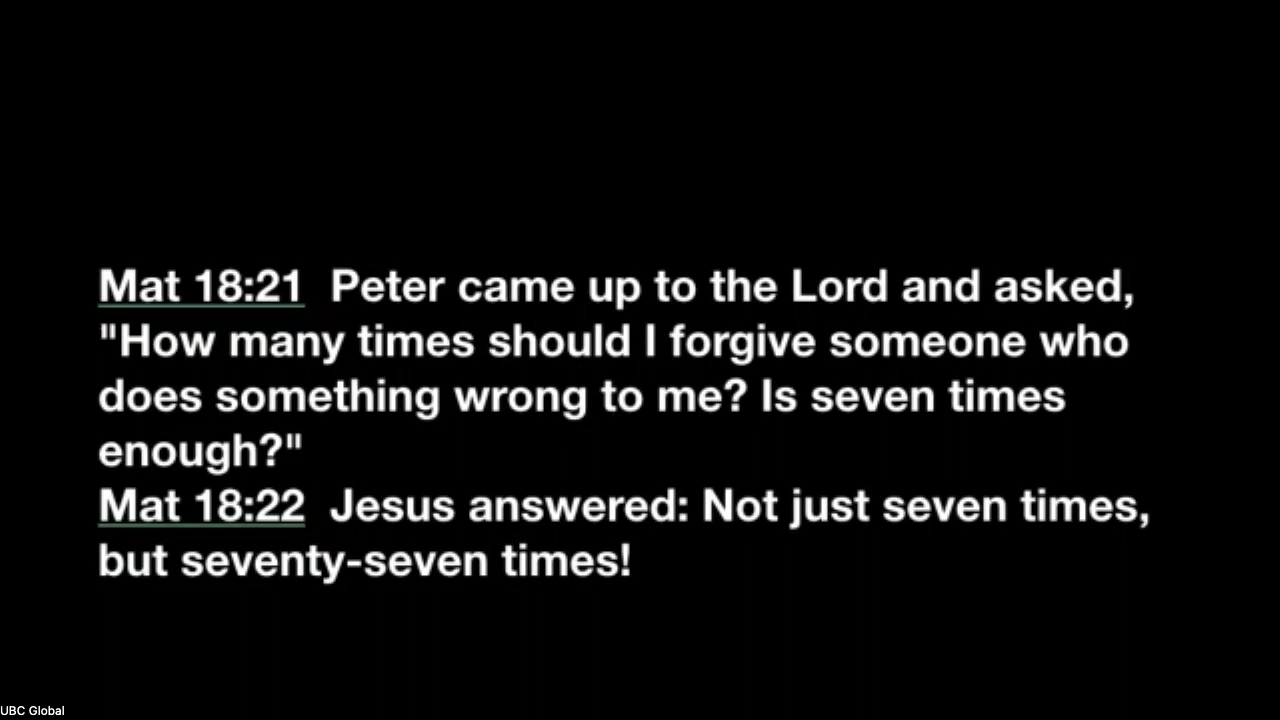 Mat 18:21  Peter came up to the Lord and asked,
"How many times should I forgive someone who
does something wrong to me? Is seven times
enough?"
Mat 18:22  Jesus answered: Not just seven times,
but seventy-seven times!
UBC Global